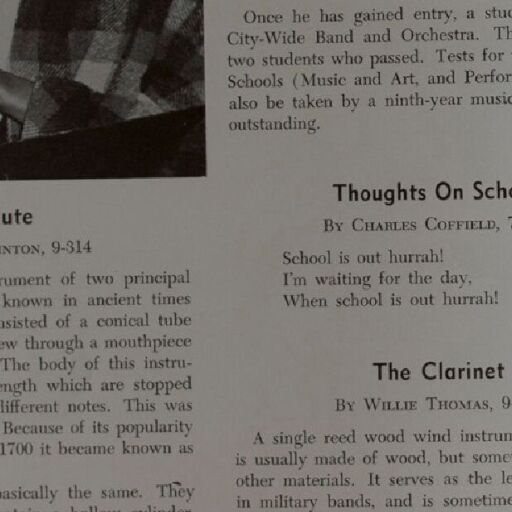 ute
NTON, 9-314
rument of two principal
known in ancient times
nsisted of a conical tube
ew through a mouthpiece
The body of this instru-
ength which are stopped
different notes. This was
Because of its popularity
1700 it became known as
basically the same. They
Once he has gained entry, a stud
City-Wide Band and Orchestra. Th
two students who passed. Tests for
Schools (Music and Art, and Perfor
also be taken by a ninth-year music
outstanding.
Thoughts On Scho
By Charles Coffield, 7
School is out hurrah!
I'm waiting for the day,
When school is out hurrah!
The Clarinet
By Willie Thomas, 9-
A single reed wood wind instrum
is usually made of wood, but some
other materials. It serves as the le
in military bands, and is sometime